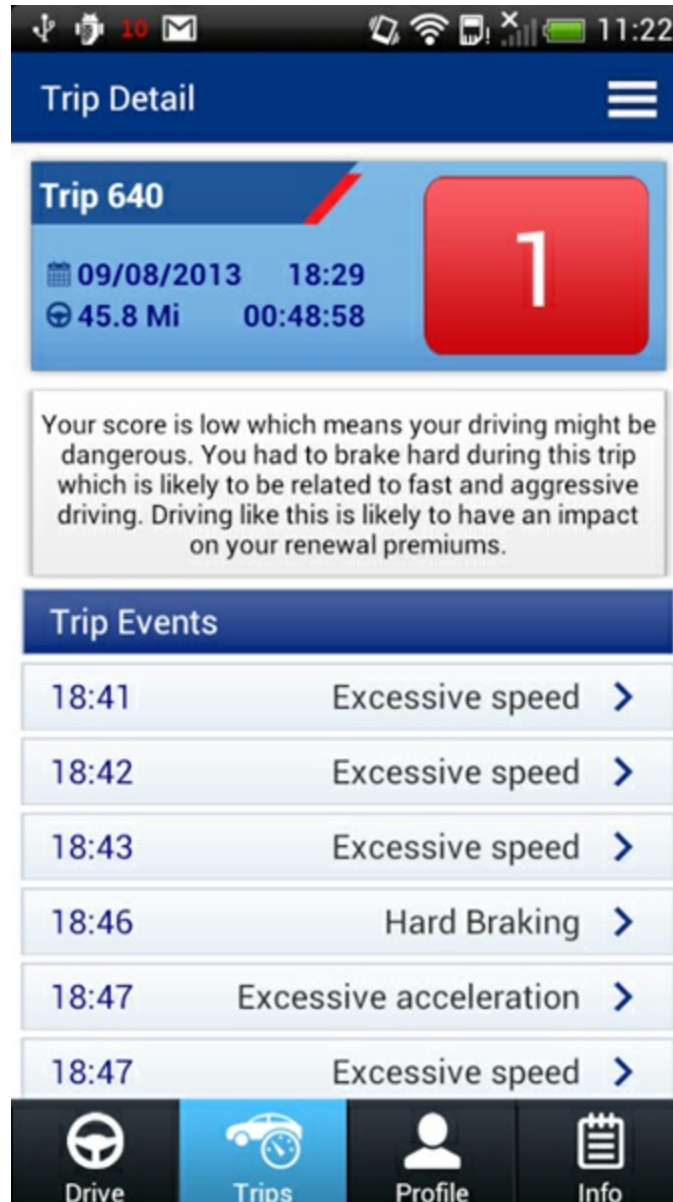 10 11:22
Trip Detail
Trip 640
1
09/08/2013 18:29
45.8 Mi 00:48:58
Your score is low which means your driving might be
dangerous. You had to brake hard during this trip
which is likely to be related to fast and aggressive
driving. Driving like this is likely to have an impact
on your renewal premiums.
Trip Events
18:41 Excessive speed
18:42 Excessive speed
18:43 Excessive speed
18:46 Hard Braking
18:47 Excessive acceleration
18:47 Excessive speed
Drive Trips Profile Info